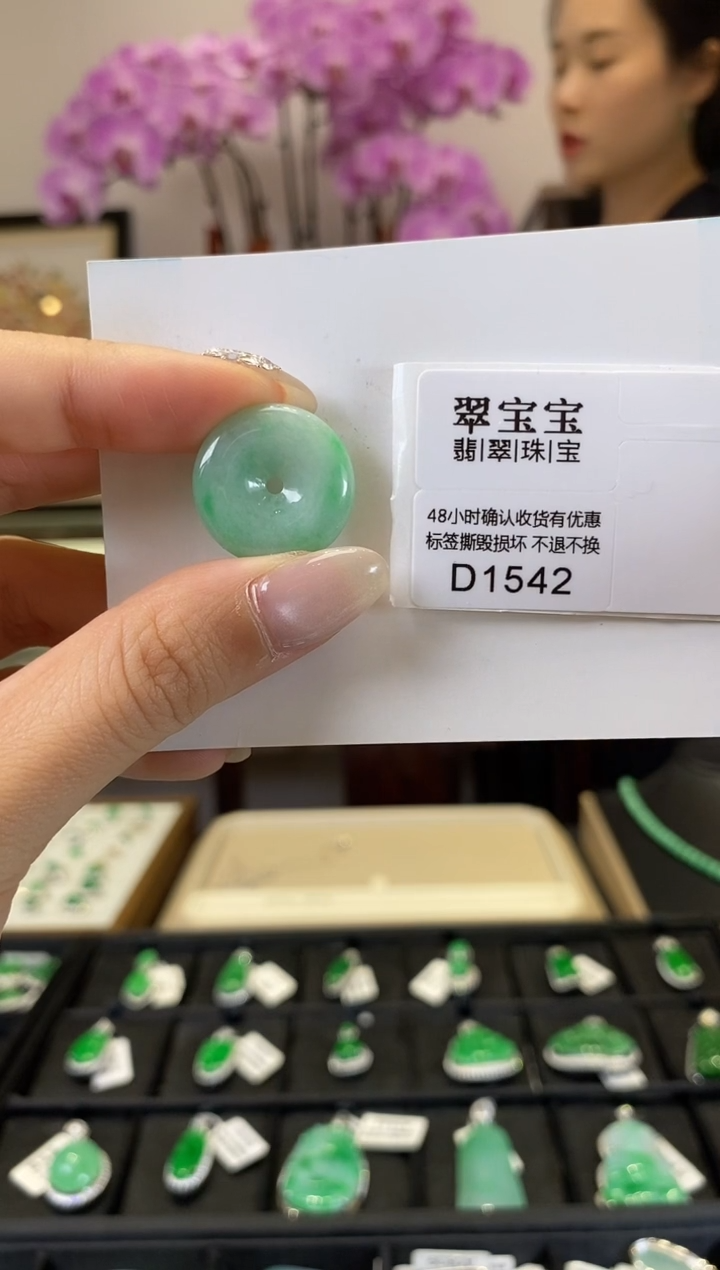 翠宝宝
翡|翠|珠|宝
48小时确认收货有优惠
标签撕毁损坏 不退不换
D1542